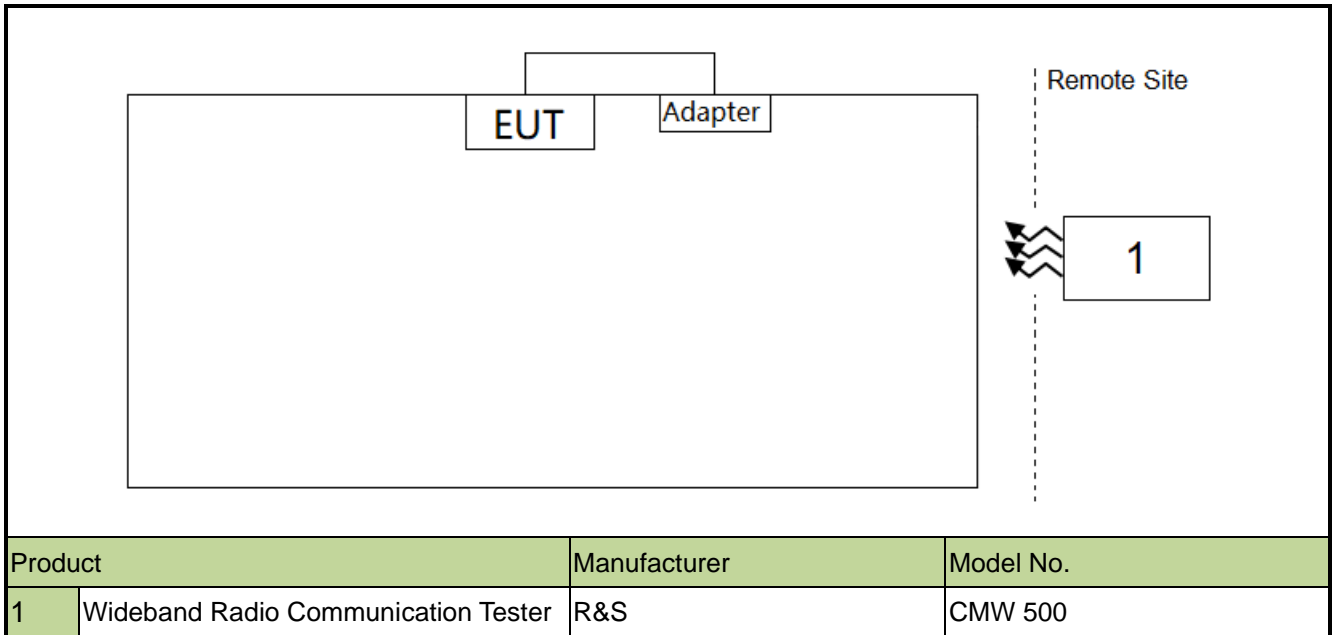 Remote Site
EUT
Adapter
1
Product Manufacturer Model No.
1 Wideband Radio Communication Tester R&S CMW 500